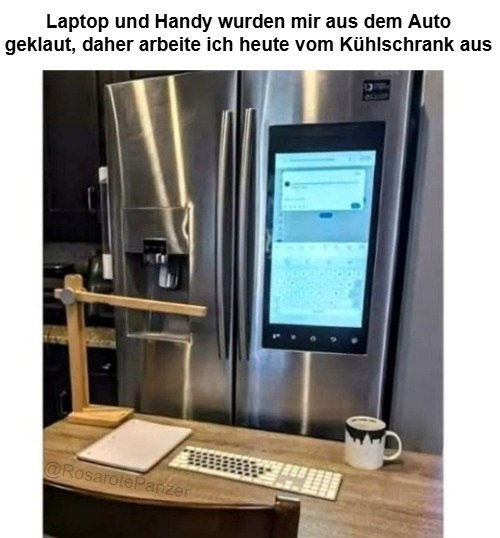 Laptop und Handy wurden mir aus dem Auto
geklaut, daher arbeite ich heute vom Kühlschrank aus
@RosarotePanzer